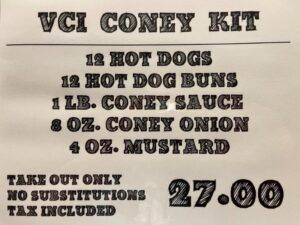 VCI CONEY KIT
12 HOT DOGS
12 HOT DOG BUNS
1 LB. CONEY SAUCE
8 OZ. CONEY ONION
4 OZ. MUSTARD
TAKE OUT ONLY
NO SUBSTITUTIONS
TAX INCLUDED
27.00